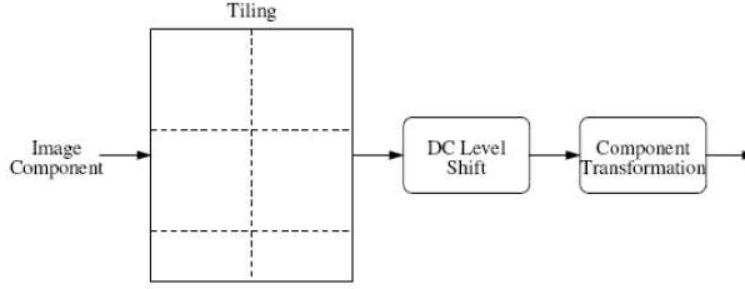 Tiling
Image
Component
DC Level
Shift
Component
Transformation